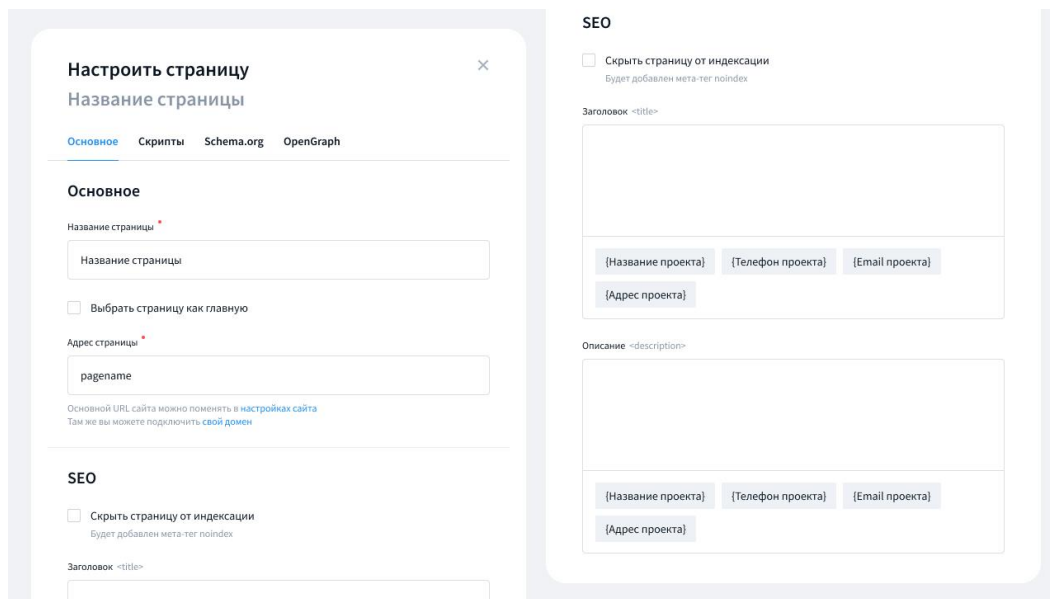 Настроить страницу
Название страницы
Основное Скрипты Schema.org OpenGraph
Основное
Название страницы *
Название страницы
Выбрать страницу как главную
Адрес страницы *
pagename
Основной URL сайта можно поменять в настройках сайта
Там же вы можете подключить свой домен
SEO
Скрыть страницу от индексации
Будет добавлен мета-тег noindex
Заголовок <title>
SEO
Скрыть страницу от индексации
Будет добавлен мета-тег noindex
Заголовок <title>
{Название проекта} {Телефон проекта} {Email проекта}
{Адрес проекта}
Описание <description>
{Название проекта} {Телефон проекта} {Email проекта}
{Адрес проекта}